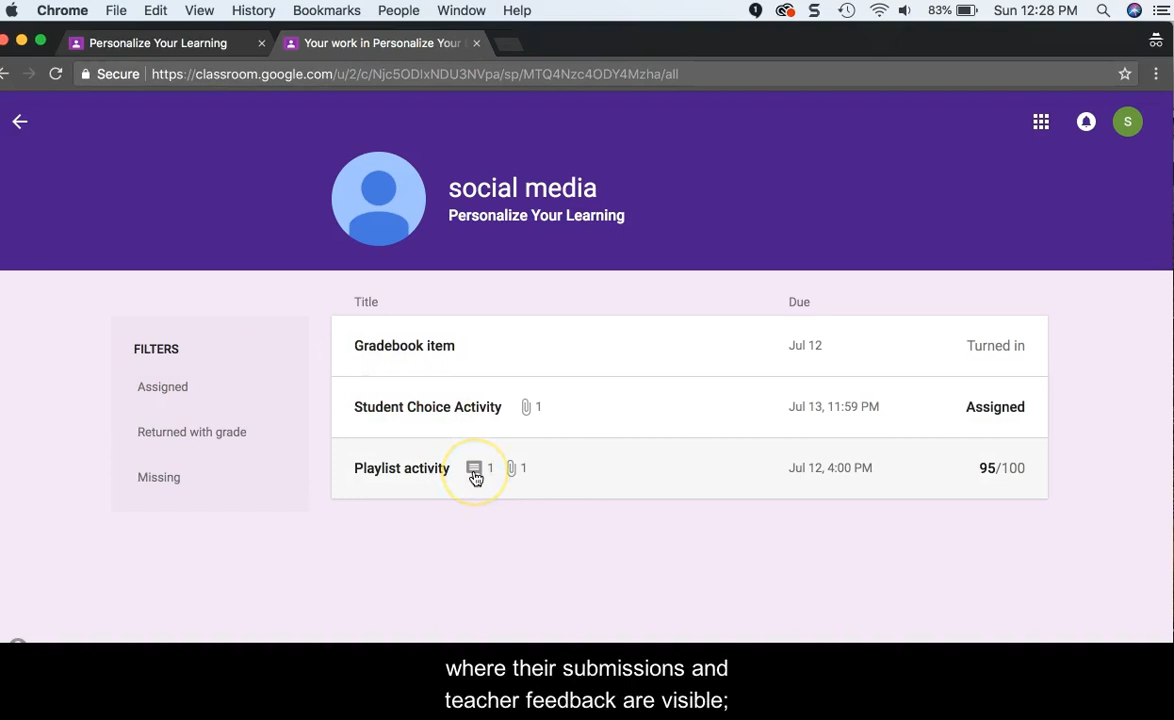 Chrome File Edit View History Bookmarks People Window Help 1 S 83% Sun 12:28 PM
Personalize Your Learning × Your work in Personalize Your ×
Secure https://classroom.google.com/u/2/c/Njc5ODIxNDU3NVpa/sp/MTQ4Nzc4ODY4Mzha/all
S
social media
Personalize Your Learning
Title Due
FILTERS
Assigned
Returned with grade
Missing
Gradebook item Jul 12 Turned in
Student Choice Activity 1 Jul 13, 11:59 PM Assigned
Playlist activity 1 1 Jul 12, 4:00 PM 95/100
where their submissions and
teacher feedback are visible;